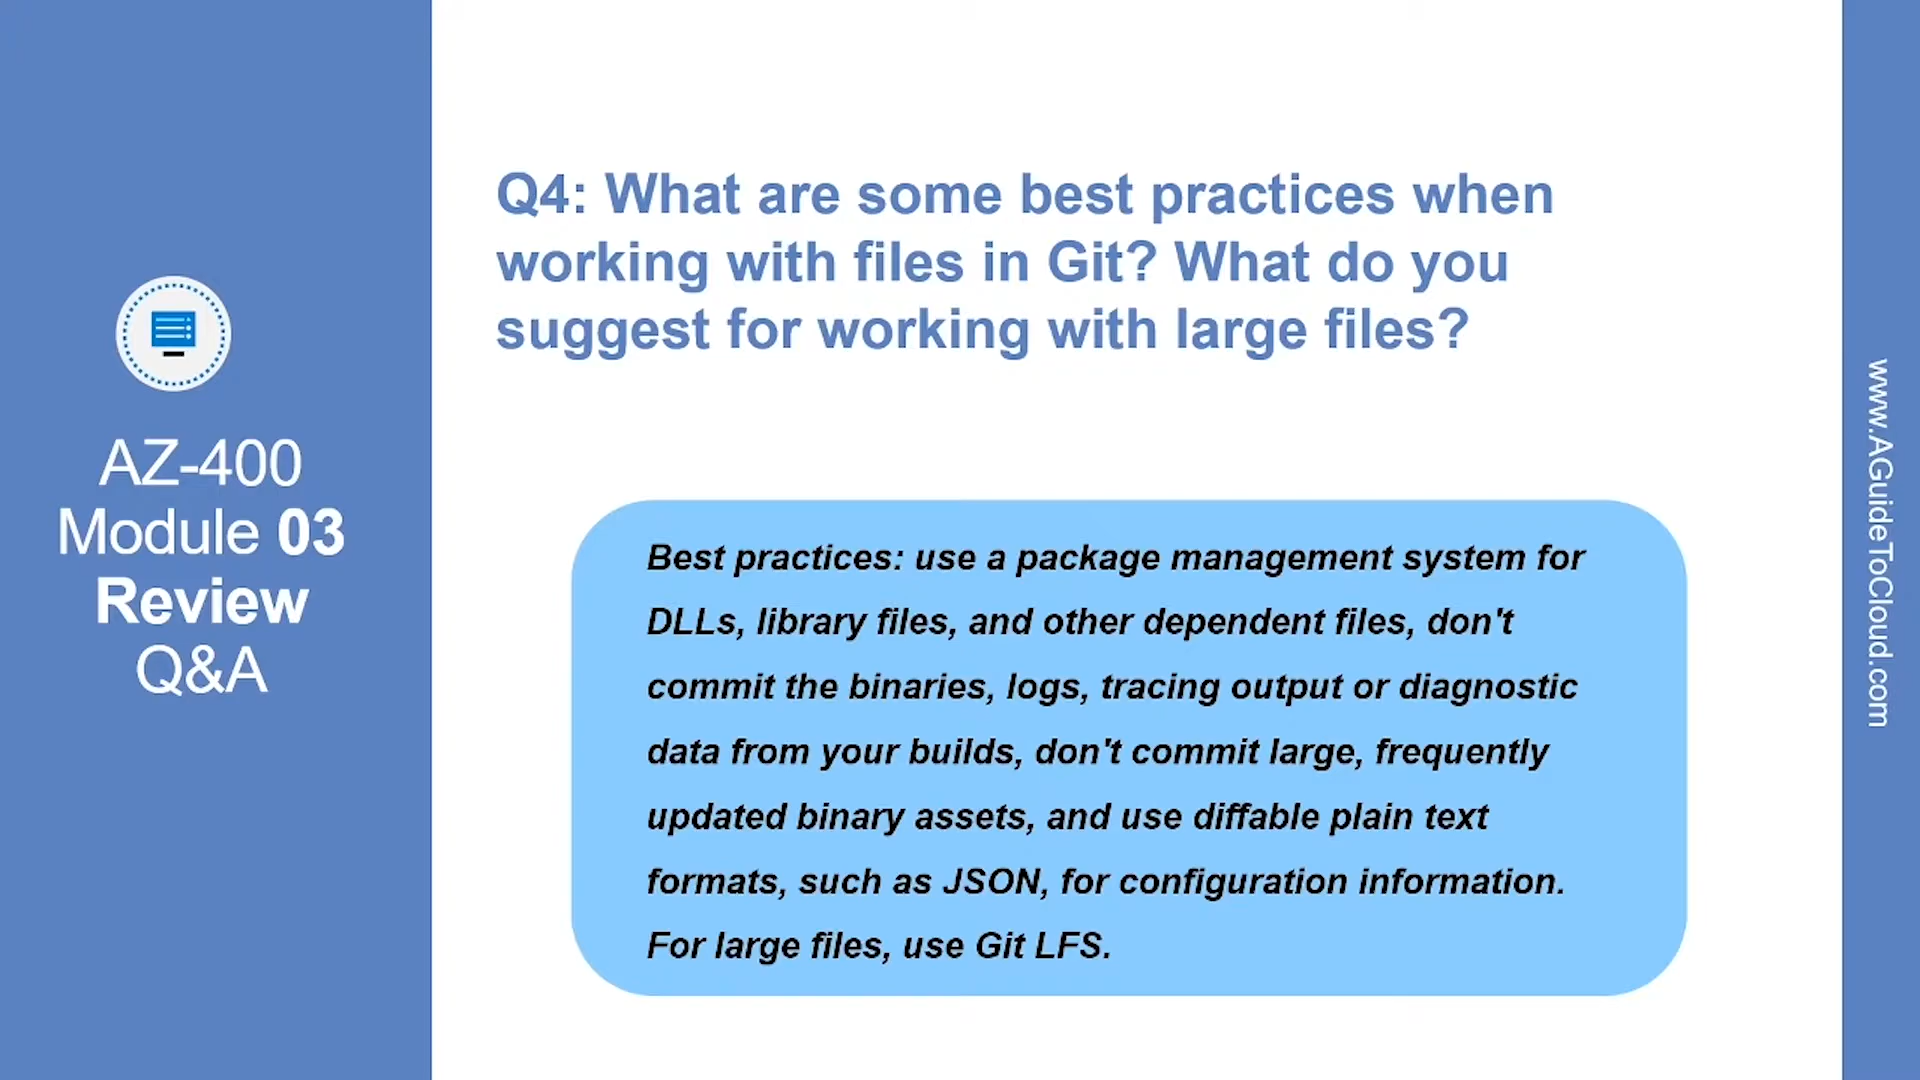 AZ-400
Module 03
Review
Q&A
Q4: What are some best practices when
working with files in Git? What do you
suggest for working with large files?
Best practices: use a package management system for
DLLs, library files, and other dependent files, don't
commit the binaries, logs, tracing output or diagnostic
data from your builds, don't commit large, frequently
updated binary assets, and use diffable plain text
formats, such as JSON, for configuration information.
For large files, use Git LFS.
www.AGuideToCloud.com